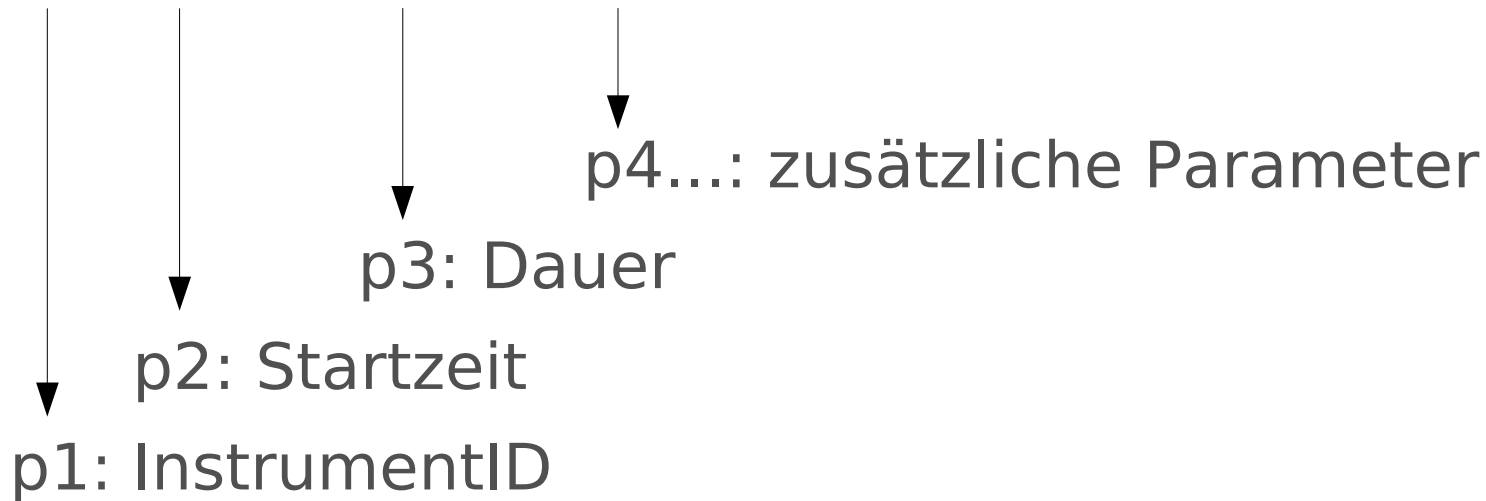 p4...: zusätzliche Parameter
p3: Dauer
p2: Startzeit
p1: InstrumentID